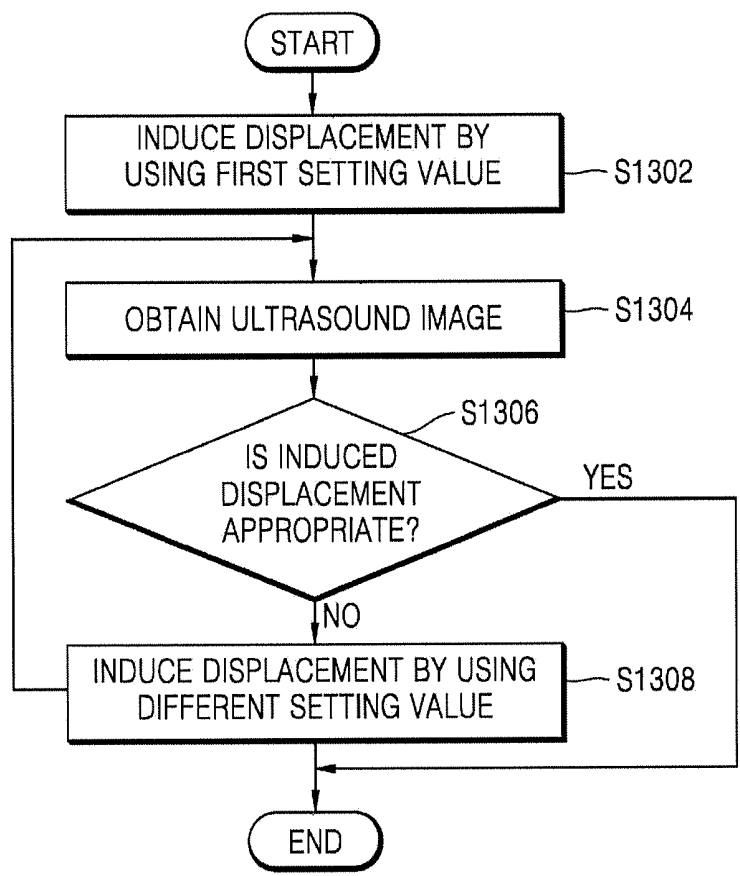 START
INDUCE DISPLACEMENT BY
USING FIRST SETTING VALUE
S1302
OBTAIN ULTRASOUND IMAGE
S1304
S1306
IS INDUCED
DISPLACEMENT
APPROPRIATE?
YES
NO
INDUCE DISPLACEMENT BY USING
DIFFERENT SETTING VALUE
S1308
END